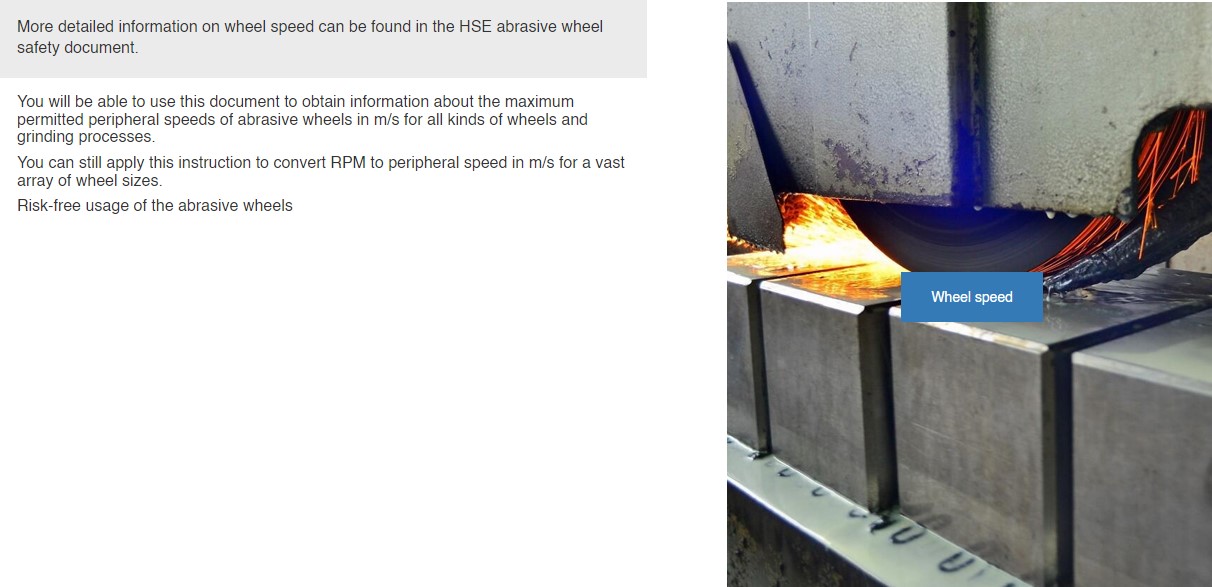 More detailed information on wheel speed can be found in the HSE abrasive wheel
safety document.
You will be able to use this document to obtain information about the maximum
permitted peripheral speeds of abrasive wheels in m/s for all kinds of wheels and
grinding processes.
You can still apply this instruction to convert RPM to peripheral speed in m/s for a vast
array of wheel sizes.
Risk-free usage of the abrasive wheels
Wheel speed